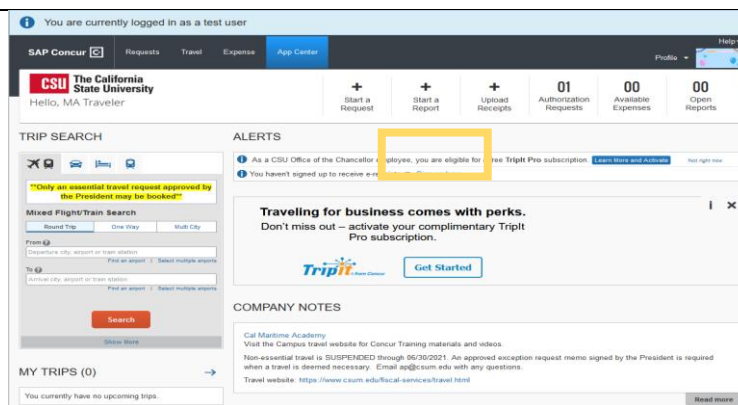 You are currently logged in as a test user
Help
SAP Concur C Requests Travel Expense App Center
Profile
CSU The California State University
Hello, MA Traveler
+ Start a Request
+ Start a Report
+ Upload Receipts
01 Authorization Requests
00 Available Expenses
00 Open Reports
TRIP SEARCH
**Only an essential travel request approved by
the President may be booked**
Mixed Flight/Train Search
Round Trip One Way Multi City
From
Departure city, airport or train station
Find an airport | Select multiple airports
To
Arrival city, airport or train station
Find an airport | Select multiple airports
Search
Show More
MY TRIPS (0) →
You currently have no upcoming trips.
ALERTS
As a CSU Office of the Chancellor employee, you are eligible for a free TripIt Pro subscription. Learn More and Activate Not right now
You haven't signed up to receive
Traveling for business comes with perks.
Don't miss out – activate your complimentary TripIt
Pro subscription.
i ×
TripIt from Concur Get Started
COMPANY NOTES
Cal Maritime Academy
Visit the Campus travel website for Concur Training materials and videos.
Non-essential travel is SUSPENDED through 06/30/2021. An approved exception request memo signed by the President is required
when a travel is deemed necessary. Email ap@csum.edu with any questions.
Travel website: https://www.csum.edu/fiscal-services/travel.html
Read more